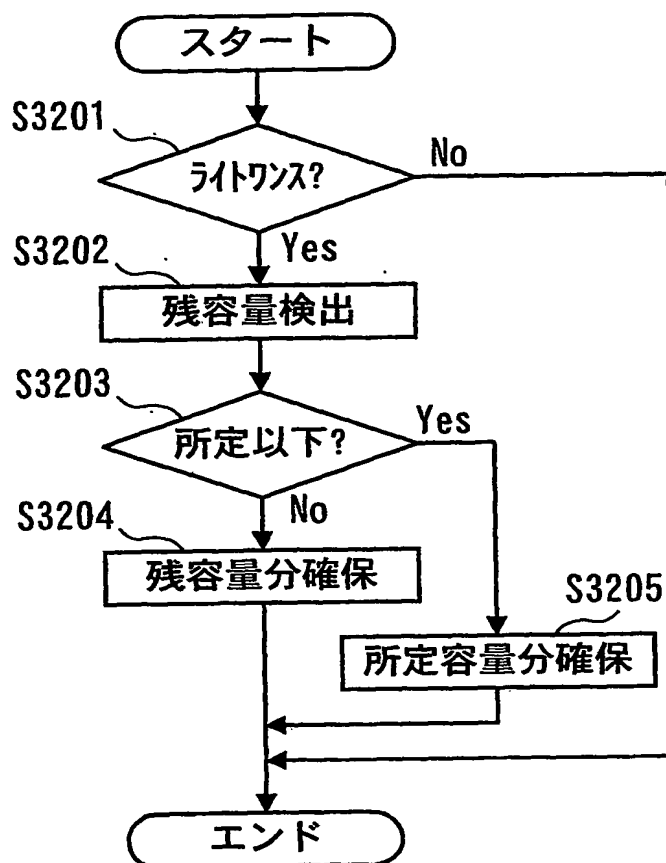 スタート
S3201
ライトワンス?
No
Yes
S3202
残容量検出
S3203
所定以下?
Yes
No
S3204
残容量分確保
S3205
所定容量分確保
エンド